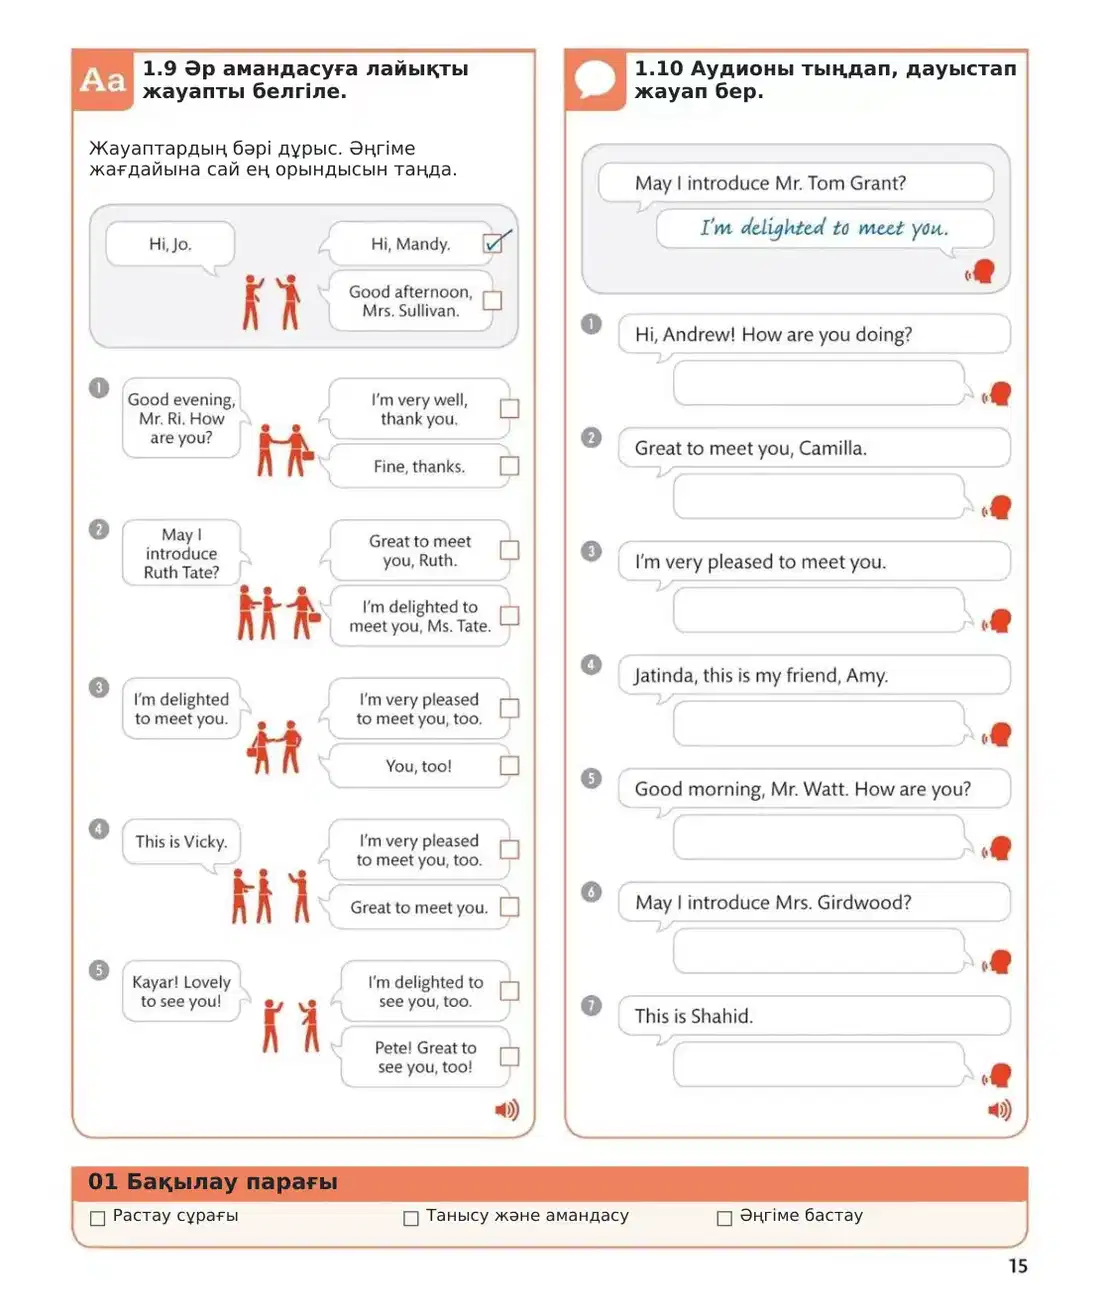 Aa
1.9 Әр амандасуға лайықты
жауапты белгіле.
Жауаптардың бәрі дұрыс. Әңгіме
жағдайына сай ең орындысын таңда.
Hi, Jo.
Hi, Mandy.
Good afternoon,
Mrs. Sullivan.
1
Good evening,
Mr. Ri. How
are you?
I'm very well,
thank you.
Fine, thanks.
2
May I
introduce
Ruth Tate?
Great to meet
you, Ruth.
I'm delighted to
meet you, Ms. Tate.
3
I'm delighted
to meet you.
I'm very pleased
to meet you, too.
You, too!
4
This is Vicky.
I'm very pleased
to meet you, too.
Great to meet you.
5
Kayar! Lovely
to see you!
I'm delighted to
see you, too.
Pete! Great to
see you, too!
1.10 Аудионы тыңдап, дауыстап
жауап бер.
May I introduce Mr. Tom Grant?
I'm delighted to meet you.
1
Hi, Andrew! How are you doing?
2
Great to meet you, Camilla.
3
I'm very pleased to meet you.
4
Jatinda, this is my friend, Amy.
5
Good morning, Mr. Watt. How are you?
6
May I introduce Mrs. Girdwood?
7
This is Shahid.
01 Бақылау парағы
Растау сұрағы
Танысу және амандасу
Әңгіме бастау
15